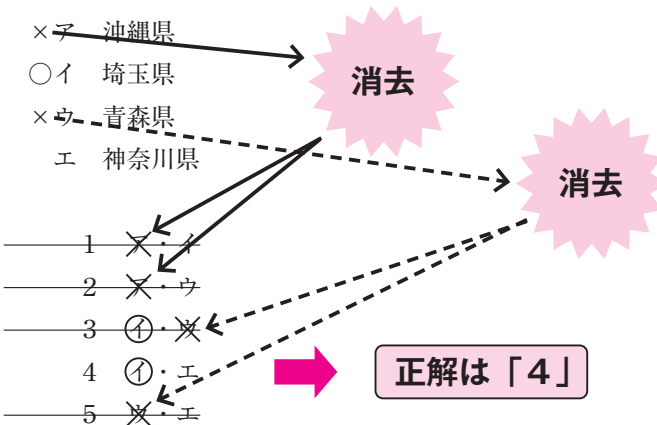 ×ア 沖縄県
○イ 埼玉県
×ウ 青森県
エ 神奈川県
消去
消去
1 ア・イ
2 ア・ウ
3 イ・ウ
4 イ・エ
5 ウ・エ
正解は「4」